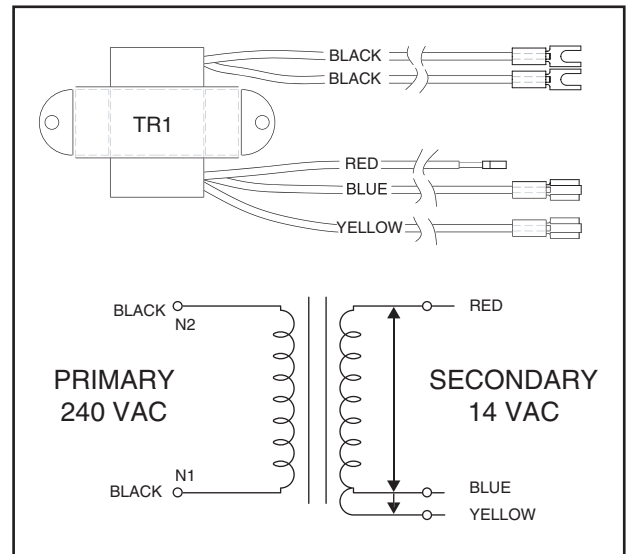 BLACK
BLACK
TR1
RED
BLUE
YELLOW
BLACK
N2
RED
PRIMARY
240 VAC
SECONDARY
14 VAC
N1
BLACK
BLUE
YELLOW